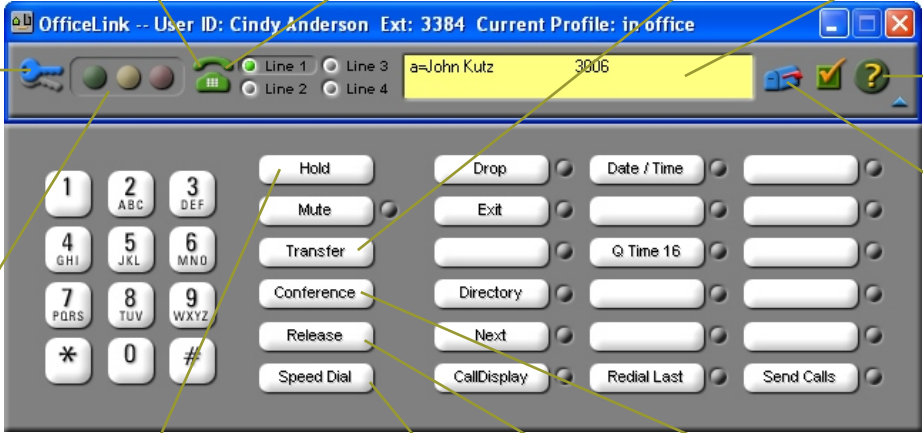 OfficeLink -- User ID: Cindy Anderson Ext: 3384 Current Profile: in office
Line 1 Line 3 a=John Kutz 3906 ?
Line 2 Line 4
1 2 ABC 3 DEF Hold Drop Date / Time
Mute Exit
4 GHI 5 JKL 6 MNO Transfer Q Time 16
7 PQRS 8 TUV 9 WXYZ Conference Directory
Release Next
* 0 # Speed Dial CallDisplay Redial Last Send Calls